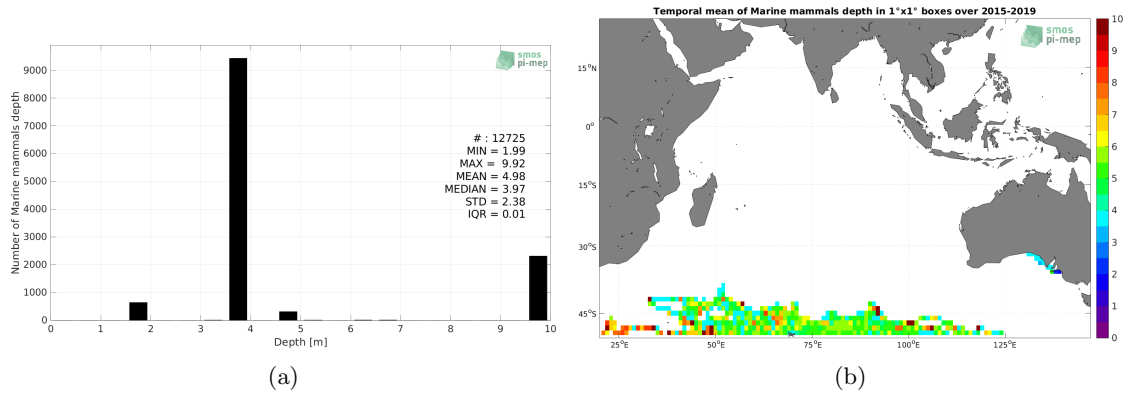 smos
pi-mep
9000
8000
7000
6000
5000
4000
3000
2000
1000
0
Number of Marine mammals depth
# : 12725
MIN = 1.99
MAX = 9.92
MEAN = 4.98
MEDIAN = 3.97
STD = 2.38
IQR = 0.01
0 1 2 3 4 5 6 7 8 9 10
Depth [m]
(a)
Temporal mean of Marine mammals depth in 1°x1° boxes over 2015-2019
smos
pi-mep
15°N
0°
15°S
30°S
45°S
25°E 50°E 75°E 100°E 125°E
10
9
8
7
6
5
4
3
2
1
0
(b)